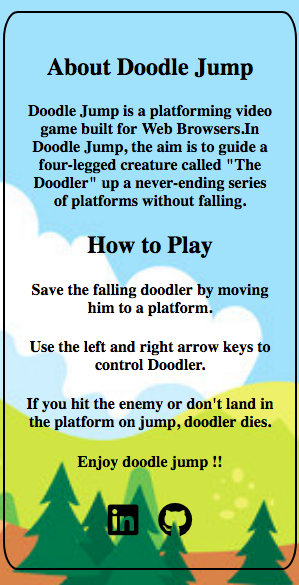 About Doodle Jump
Doodle Jump is a platforming video
game built for Web Browsers.In
Doodle Jump, the aim is to guide a
four-legged creature called "The
Doodler" up a never-ending series
of platforms without falling.
How to Play
Save the falling doodler by moving
him to a platform.
Use the left and right arrow keys to
control Doodler.
If you hit the enemy or don't land in
the platform on jump, doodler dies.
Enjoy doodle jump !!
in